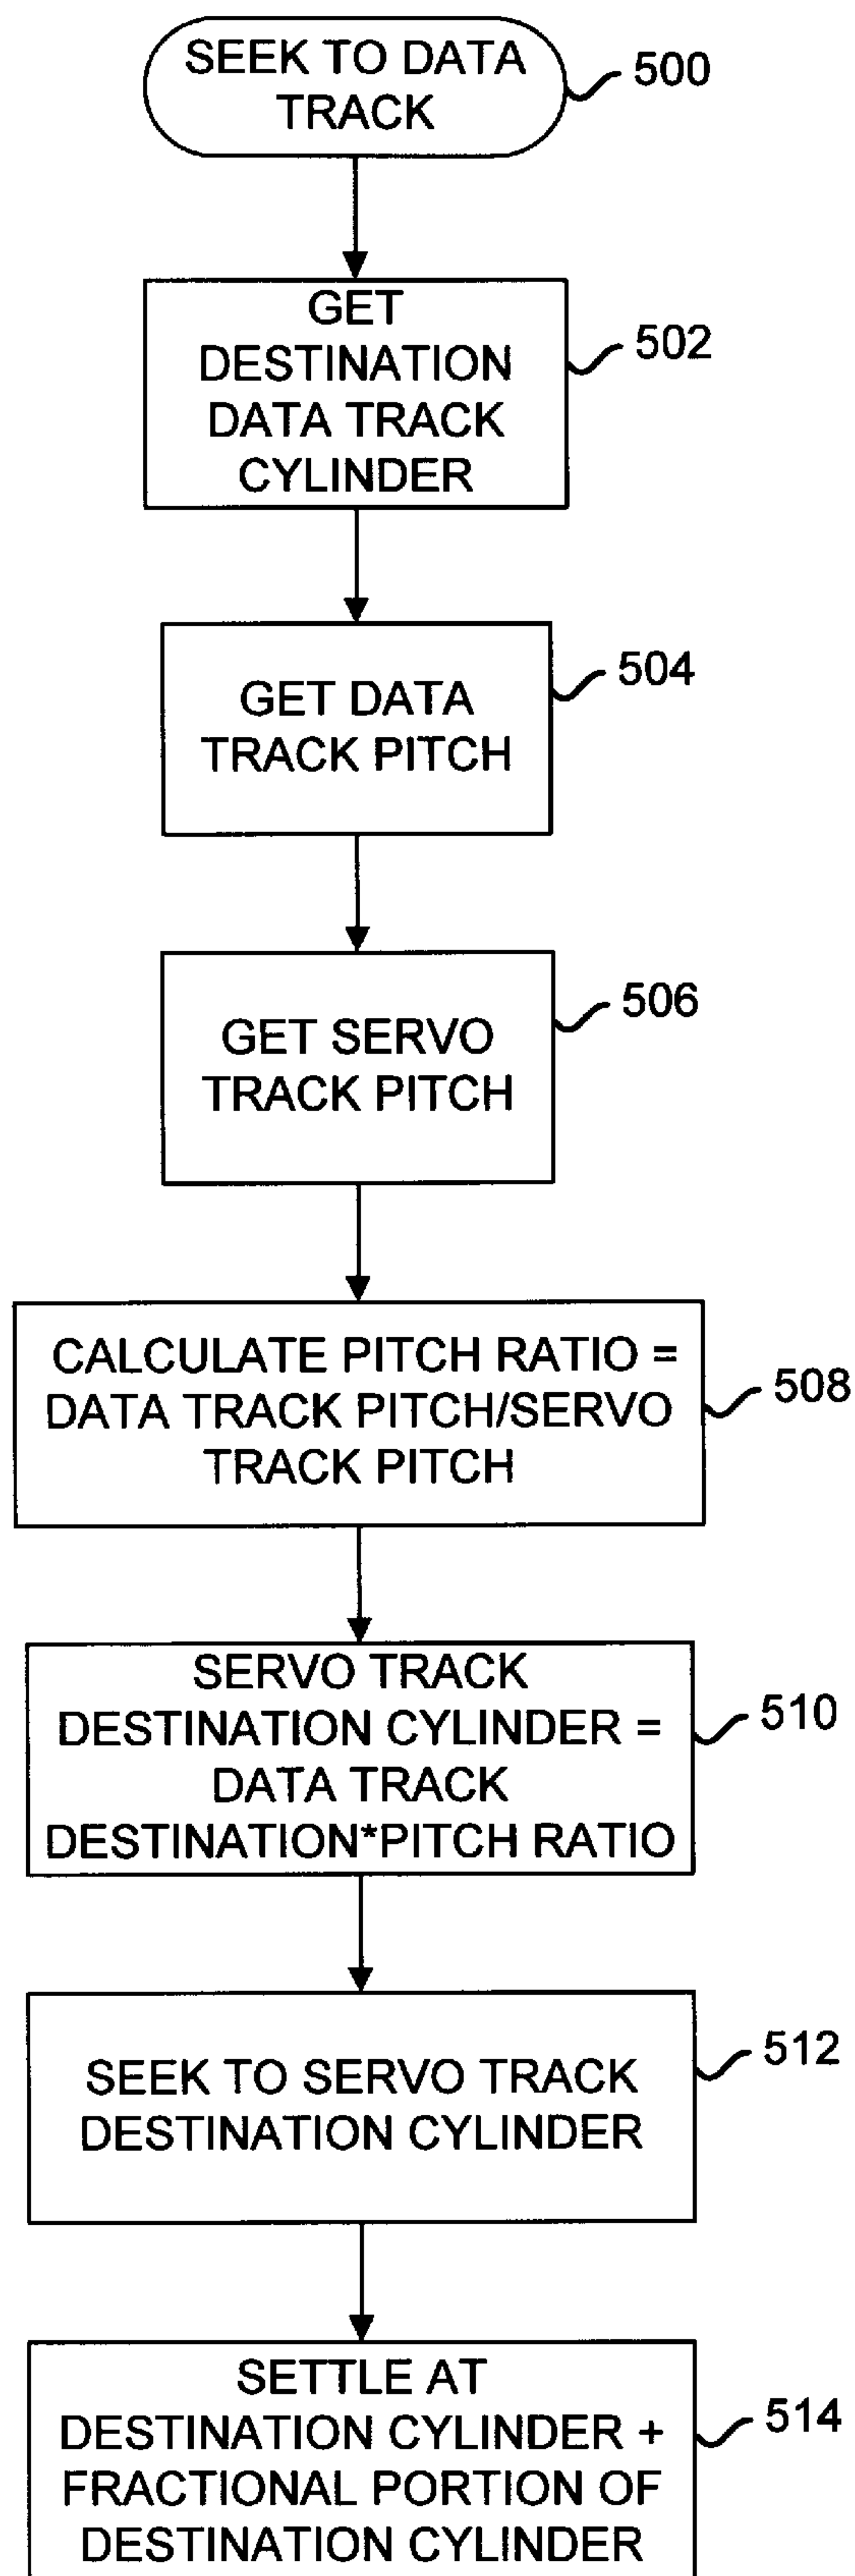 SEEK TO DATA
TRACK
500
GET
DESTINATION
DATA TRACK
CYLINDER
502
GET DATA
TRACK PITCH
504
GET SERVO
TRACK PITCH
506
CALCULATE PITCH RATIO =
DATA TRACK PITCH/SERVO
TRACK PITCH
508
SERVO TRACK
DESTINATION CYLINDER =
DATA TRACK
DESTINATION*PITCH RATIO
510
SEEK TO SERVO TRACK
DESTINATION CYLINDER
512
SETTLE AT
DESTINATION CYLINDER +
FRACTIONAL PORTION OF
DESTINATION CYLINDER
514